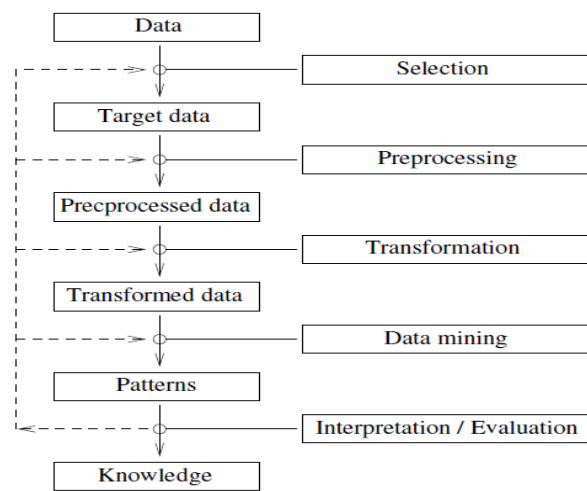 Data
Selection
Target data
Preprocessing
Precprocessed data
Transformation
Transformed data
Data mining
Patterns
Interpretation / Evaluation
Knowledge